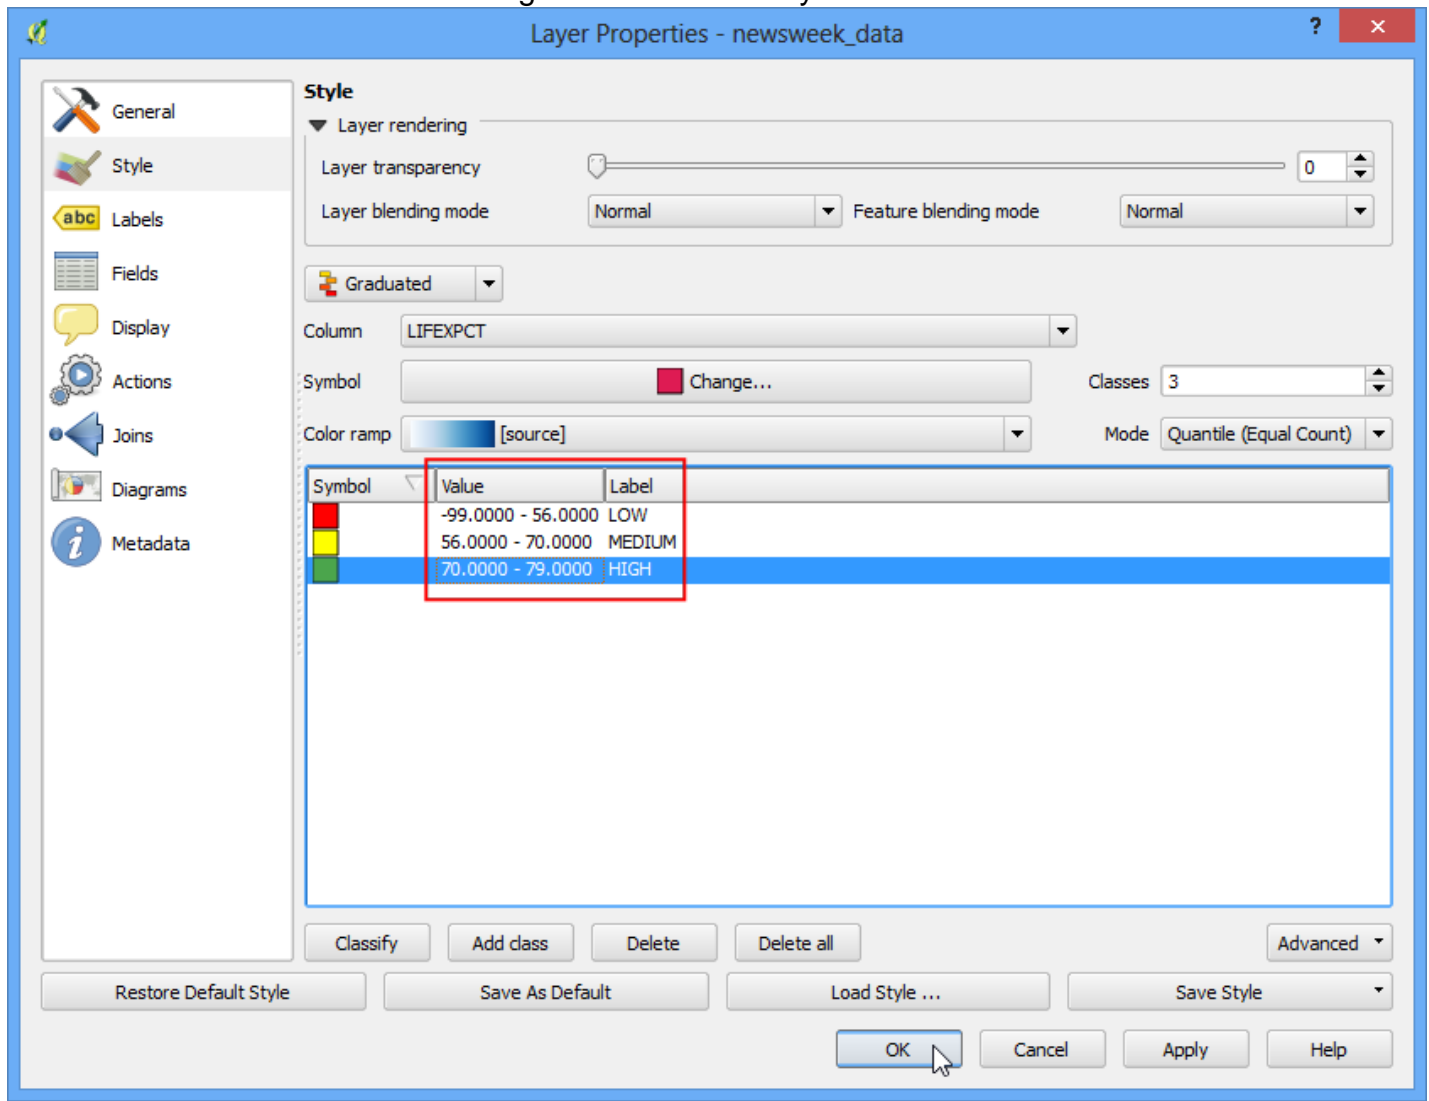 Layer Properties - newsweek_data
?
General
Style
abc
Labels
Fields
Display
Actions
Joins
Diagrams
Metadata
Style
Layer rendering
Layer transparency 0
Layer blending mode Normal Feature blending mode Normal
Graduated
Column LIFEXPCT
Symbol Change... Classes 3
Color ramp [source] Mode Quantile (Equal Count)
Symbol Value Label
-99.0000 - 56.0000 LOW
56.0000 - 70.0000 MEDIUM
70.0000 - 79.0000 HIGH
Classify Add class Delete Delete all Advanced
Restore Default Style Save As Default Load Style ... Save Style
OK Cancel Apply Help